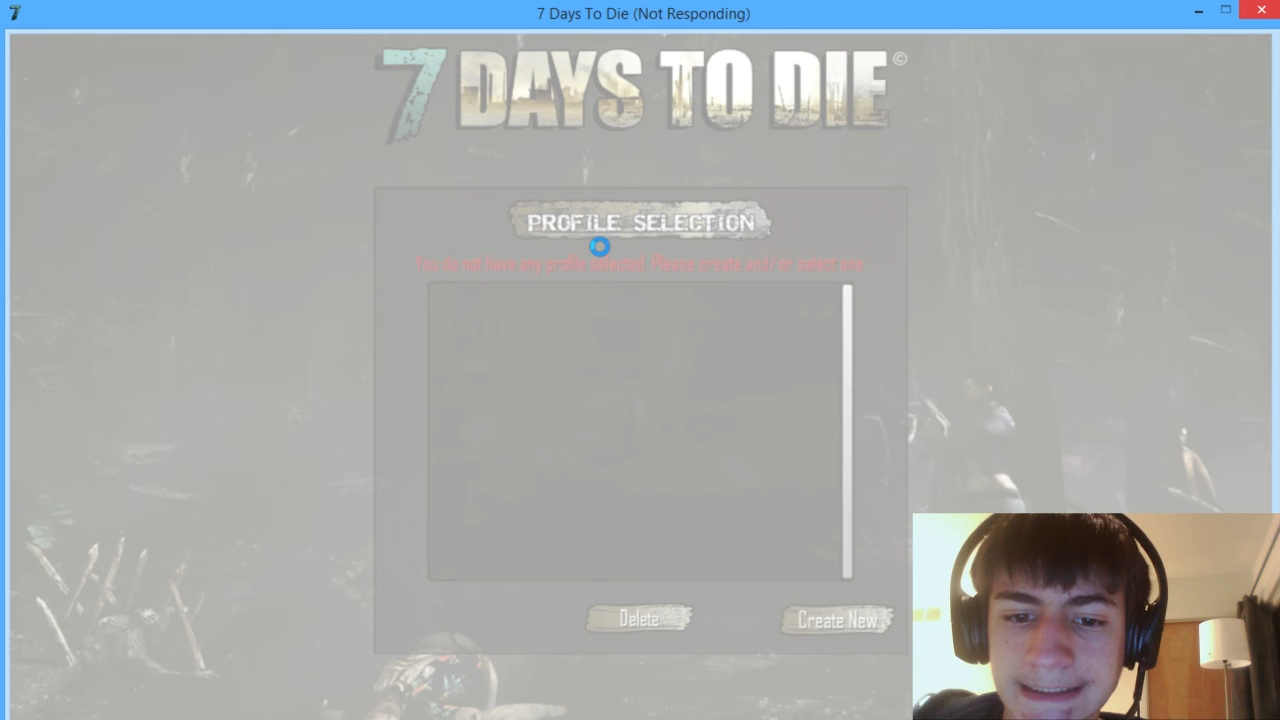 7 Days To Die (Not Responding)
7 DAYS TO DIE©
PROFILE SELECTION
You do not have any profile selected. Please create and/or select one
Delete
Create New